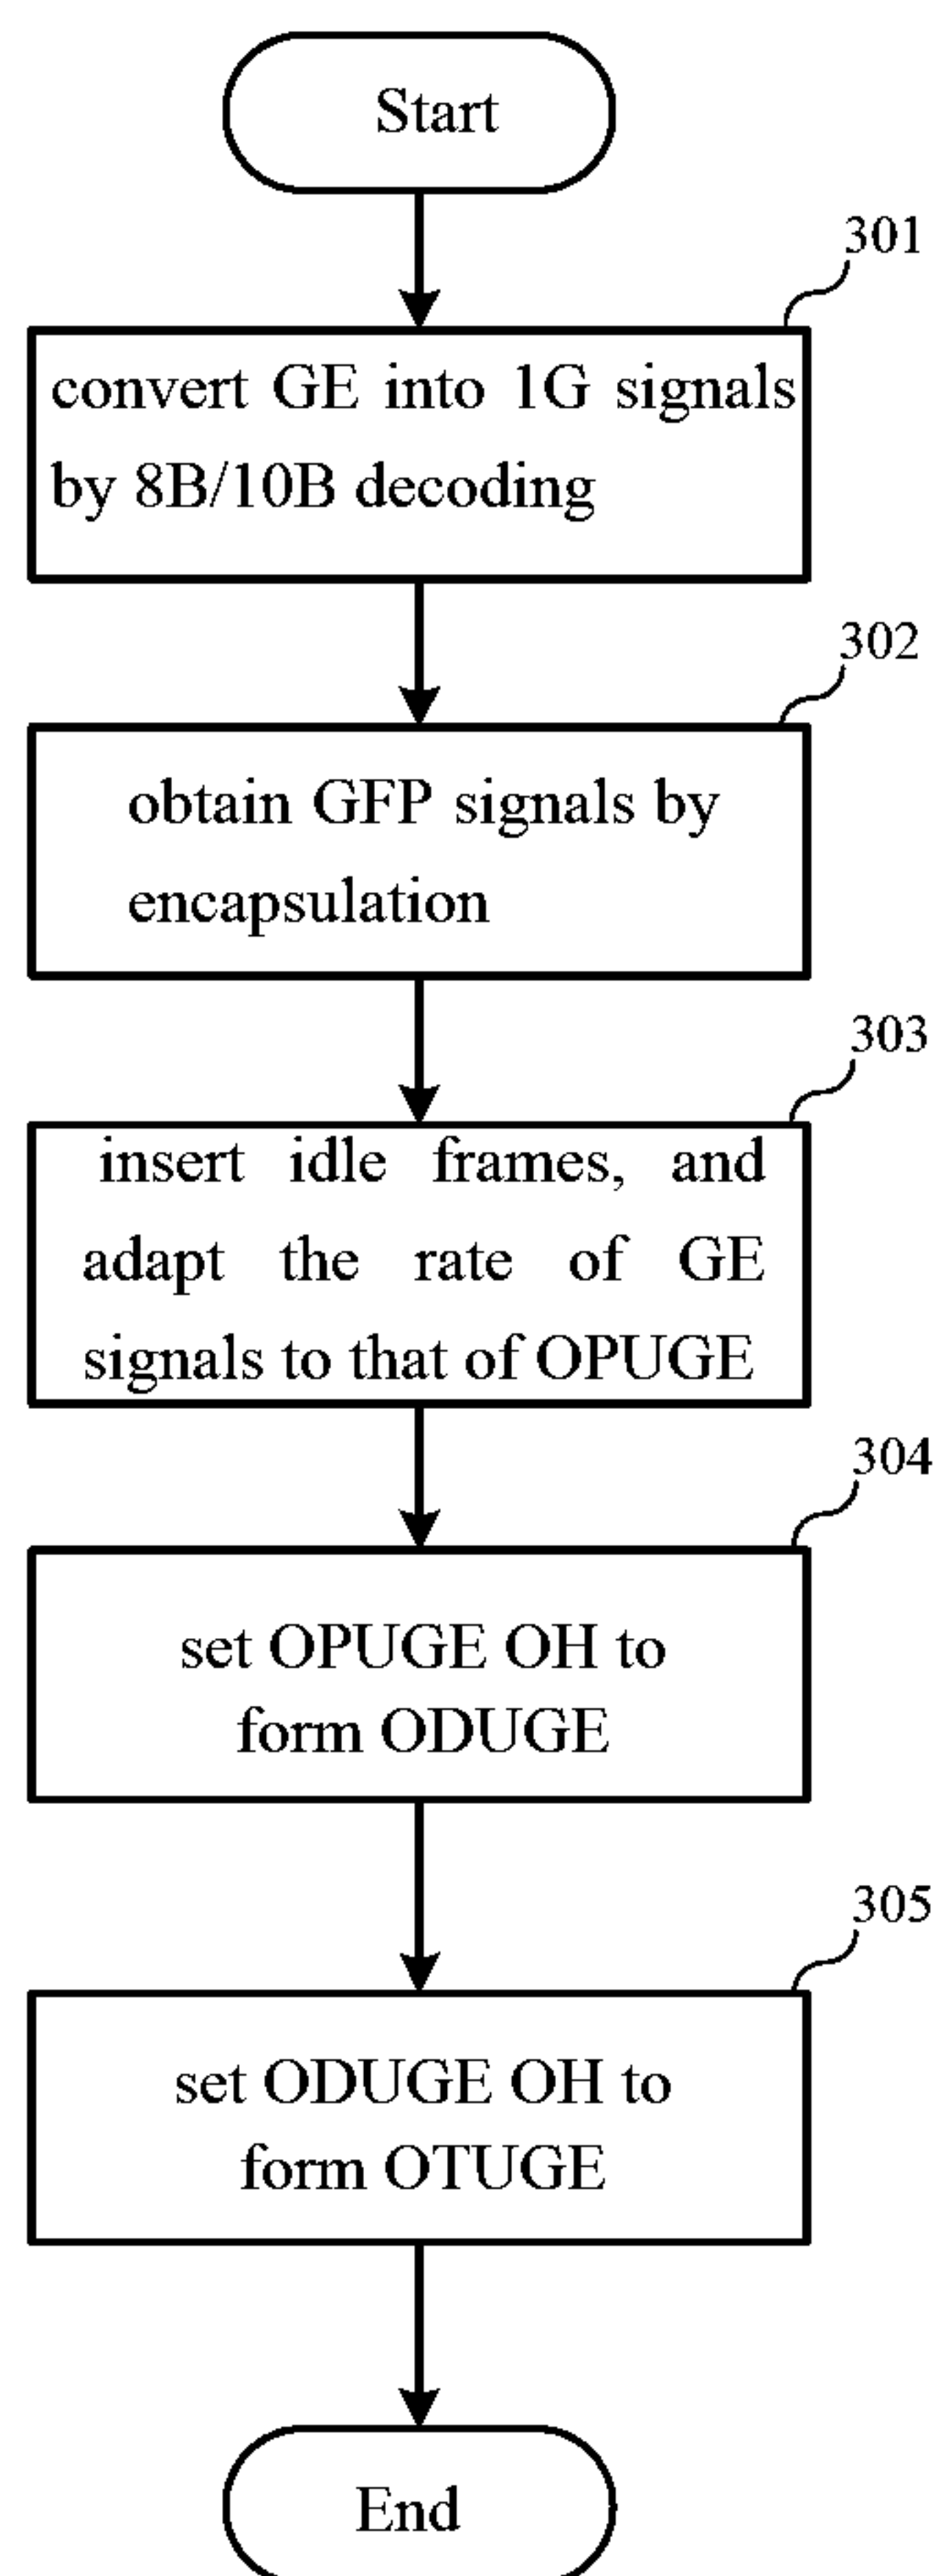 Start
301
convert GE into 1G signals
by 8B/10B decoding
302
obtain GFP signals by
encapsulation
303
insert idle frames, and
adapt the rate of GE
signals to that of OPUGE
304
set OPUGE OH to
form ODUGE
305
set ODUGE OH to
form OTUGE
End